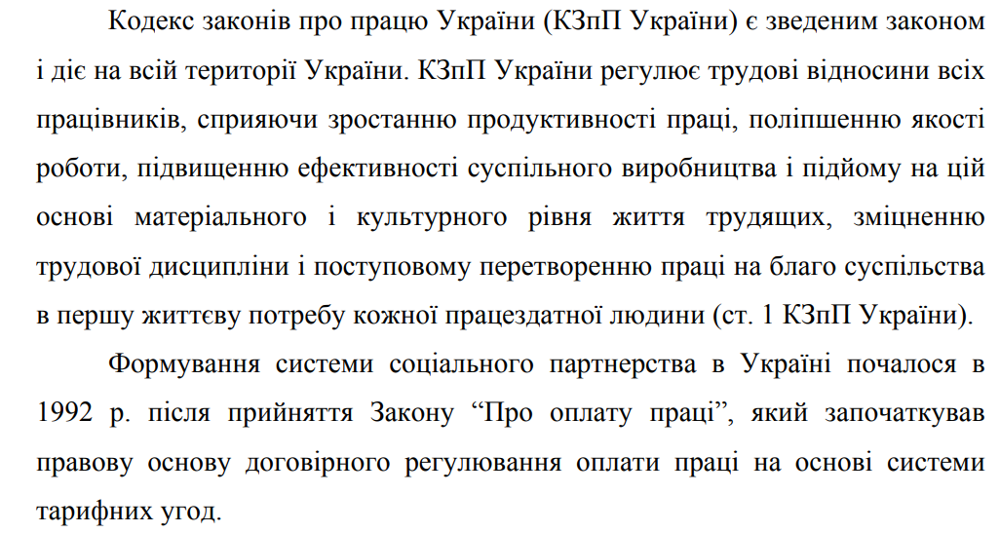 Кодекс законів про працю України (КЗпП України) є зведеним законом
і діє на всій території України. КЗпП України регулює трудові відносини всіх
працівників, сприяючи зростанню продуктивності праці, поліпшенню якості
роботи, підвищенню ефективності суспільного виробництва і підйому на цій
основі матеріального і культурного рівня життя трудящих, зміцненню
трудової дисципліни і поступовому перетворенню праці на благо суспільства
в першу життєву потребу кожної працездатної людини (ст. 1 КЗпП України).
Формування системи соціального партнерства в Україні почалося в
1992 р. після прийняття Закону “Про оплату праці”, який започаткував
правову основу договірного регулювання оплати праці на основі системи
тарифних угод.